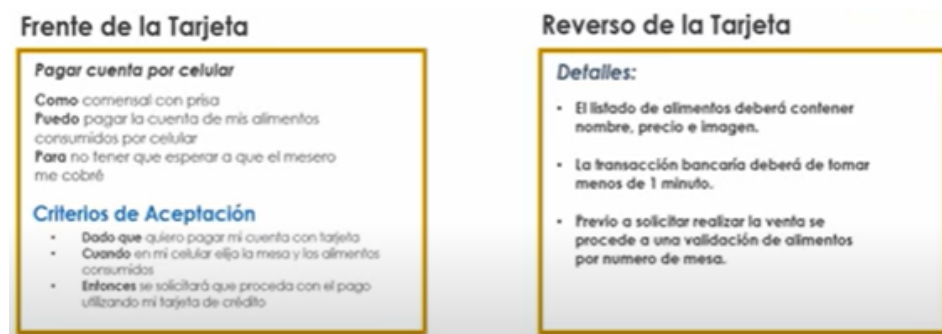 Frente de la Tarjeta
Pagar cuenta por celular
Como comensal con prisa
Puedo pagar la cuenta de mis alimentos
consumidos por celular
Para no tener que esperar a que el mesero
me cobré
Criterios de Aceptación
• Dado que quiero pagar mi cuenta con tarjeta
• Cuando en mi celular elija la mesa y los alimentos
consumidos
• Entonces se solicitará que proceda con el pago
utilizando mi tarjeta de crédito
Reverso de la Tarjeta
Detalles:
• El listado de alimentos deberá contener
nombre, precio e imagen.
• La transacción bancaría deberá de tomar
menos de 1 minuto.
• Previo a solicitar realizar la venta se
procede a una validación de alimentos
por numero de mesa.